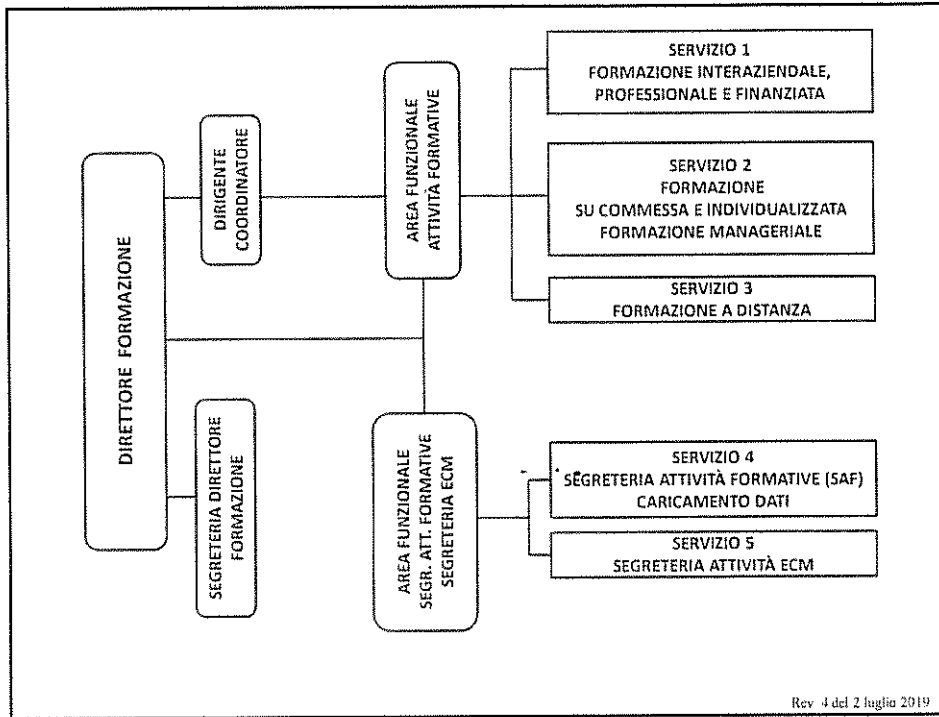 DIRETTORE FORMAZIONE
SEGRETERIA DIRETTORE
FORMAZIONE
DIRIGENTE
COORDINATORE
AREA FUNZIONALE
ATTIVITÀ FORMATIVE
AREA FUNZIONALE
SEGR. ATT. FORMATIVE
SEGRETERIA ECM
SERVIZIO 1
FORMAZIONE INTERAZIENDALE,
PROFESSIONALE E FINANZIATA
SERVIZIO 2
FORMAZIONE
SU COMMESSA E INDIVIDUALIZZATA
FORMAZIONE MANAGERIALE
SERVIZIO 3
FORMAZIONE A DISTANZA
SERVIZIO 4
SEGRETERIA ATTIVITÀ FORMATIVE (SAF)
CARICAMENTO DATI
SERVIZIO 5
SEGRETERIA ATTIVITÀ ECM
Rev 4 del 2 luglio 2019